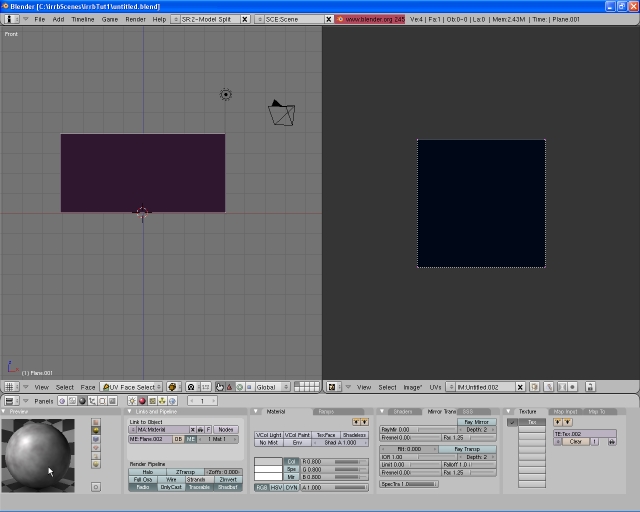 Blender [C:\irrbScenes\irrbTut1\untitled.blend]
File Add Timeline Game Render Help SR:2-Model Split SCE:Scene www.blender.org 245 Ve:4 | Fa:1 | Ob:0-0 | La:0 | Mem:2.43M | Time: | Plane.001
Front
(1) Plane.001
View Select Face UV Face Select Global View Select Image* UVs IM:Untitled.002
Panels 1
Preview Links and Pipeline Material Ramps Shaders Mirror Trans SSS Texture Map Input Map To
Link to Object
MA:Material F Nodes
ME:Plane.002 OB ME 1 Mat 1
Render Pipeline
Halo ZTransp Zoffs: 0.000
Full Osa Wire Strands ZInvert
Radio OnlyCast Traceable Shadbuf
VCol Light VCol Paint TexFace Shadeless
No Mist Env Shad A 1.000
Col R 0.800
Spe G 0.800
Mir B 0.800
RGB HSV DYN A 1.000
Ray Mirror
RayMir 0.00 Depth: 2
Fresnel 0.00 Fac 1.25
Filt: 0.000 Ray Transp
IOR 1.00 Depth: 2
Limit 0.00 Falloff 1.0
Fresnel 0.00 Fac 1.25
SpecTra 1.0
Tex
TE:Tex.002
Clear 1